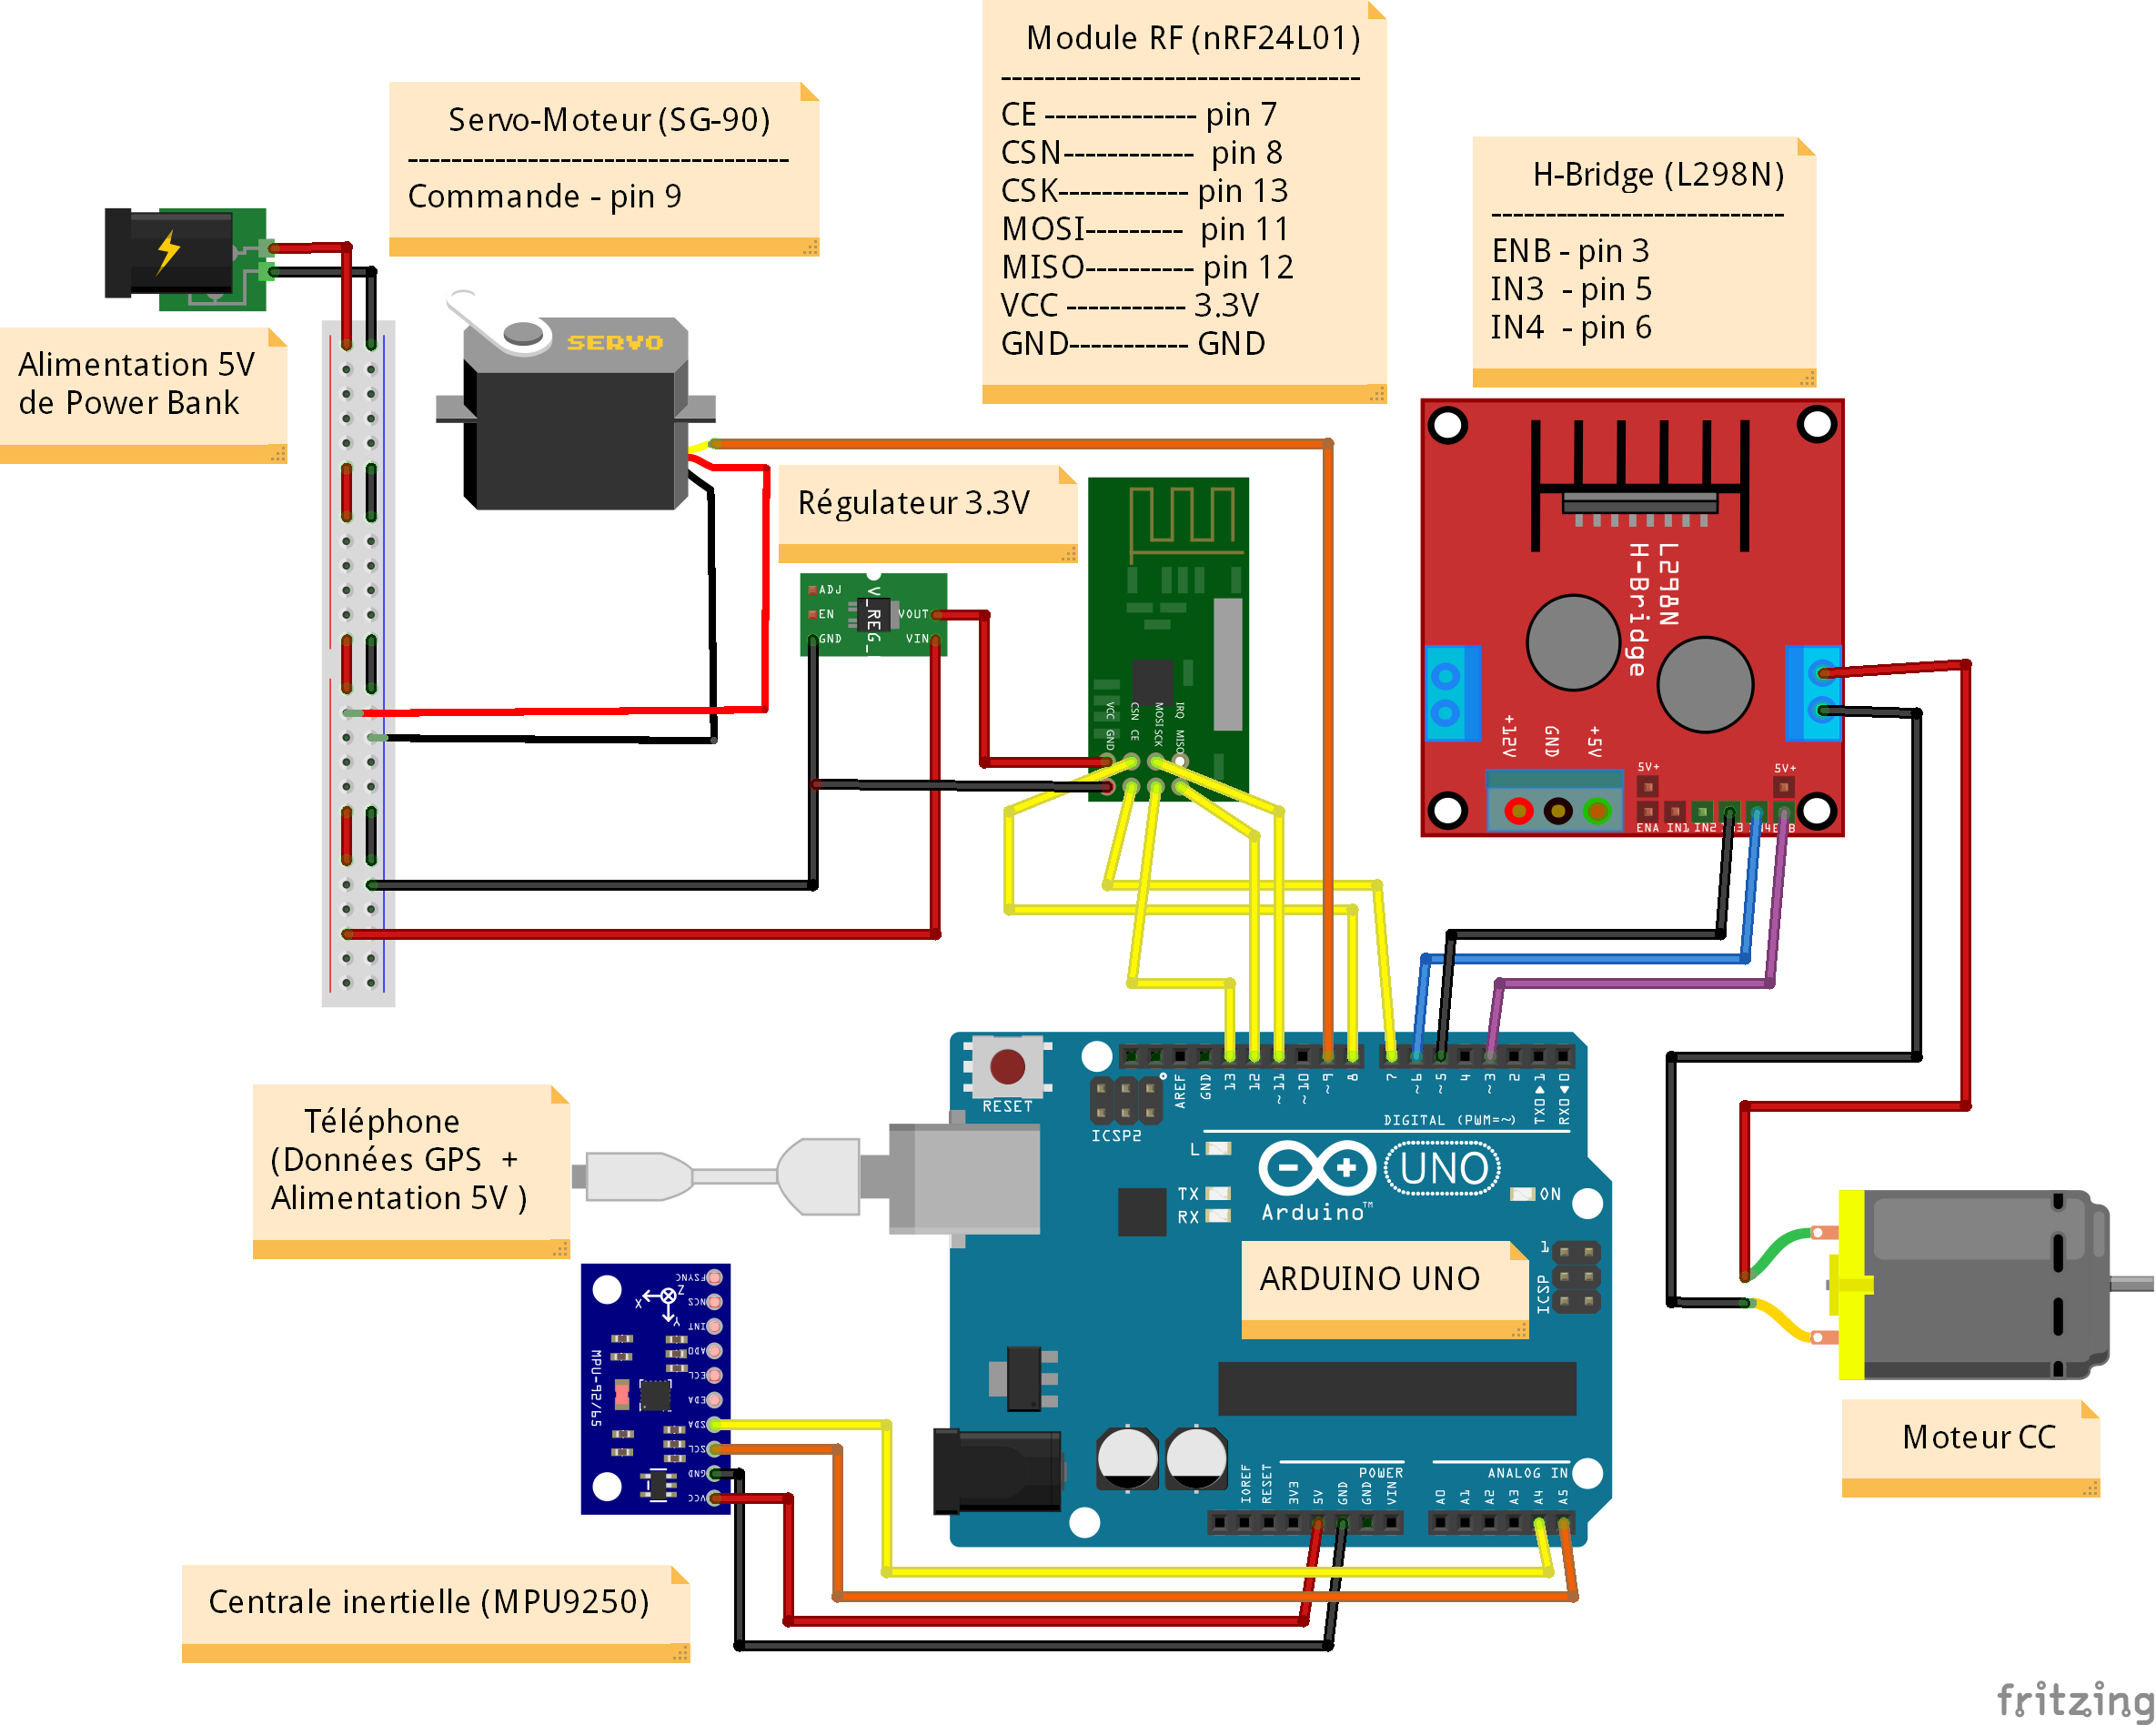 Module RF (nRF24L01)
---------------------------------
CE -------------- pin 7
CSN------------ pin 8
CSK------------ pin 13
MOSI--------- pin 11
MISO---------- pin 12
VCC ----------- 3.3V
GND----------- GND
Servo-Moteur (SG-90)
-----------------------------------
Commande - pin 9
H-Bridge (L298N)
---------------------------
ENB - pin 3
IN3 - pin 5
IN4 - pin 6
Alimentation 5V
de Power Bank
SERVO
Régulateur 3.3V
ADJ
EN
GND
V_REG_
VOUT
VIN
VCC
GND
CSN
CE
MOSI
SCK
IRQ
MISO
L298N
H-Bridge
+12V
GND
+5V
5V+
5V+
ENA
IN1
IN2
Téléphone
(Données GPS +
Alimentation 5V )
RESET
ICSP2
AREF
GND
13
12
~11
~10
~9
8
7
~6
~5
4
~3
2
TX0 1
RX0 0
DIGITAL (PWM=~)
L
TX
RX
Arduino™
UNO
ON
ARDUINO UNO
1
ICSP
IOREF
RESET
3V3
5V
GND
GND
VIN
POWER
ANALOG IN
A0
A1
A2
A3
A4
A5
FSYNC
NCS
INT
ADO
ECL
EDA
SDA
SCL
GND
VCC
X
Z
Y
MPU-92/65
Centrale inertielle (MPU9250)
Moteur CC
fritzing